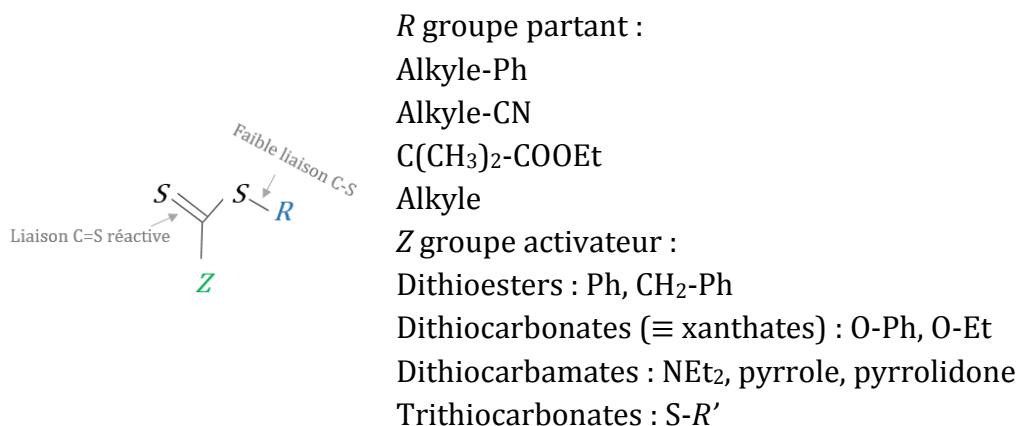 R groupe partant :
Alkyle-Ph
Alkyle-CN
C(CH₃)₂-COOEt
Alkyle
Z groupe activateur :
Dithioesters : Ph, CH₂-Ph
Dithiocarbonates (≡ xanthates) : O-Ph, O-Et
Dithiocarbamates : NEt₂, pyrrole, pyrrolidone
Trithiocarbonates : S-R’
Faible liaison C-S
S
S
R
Liaison C=S réactive
Z